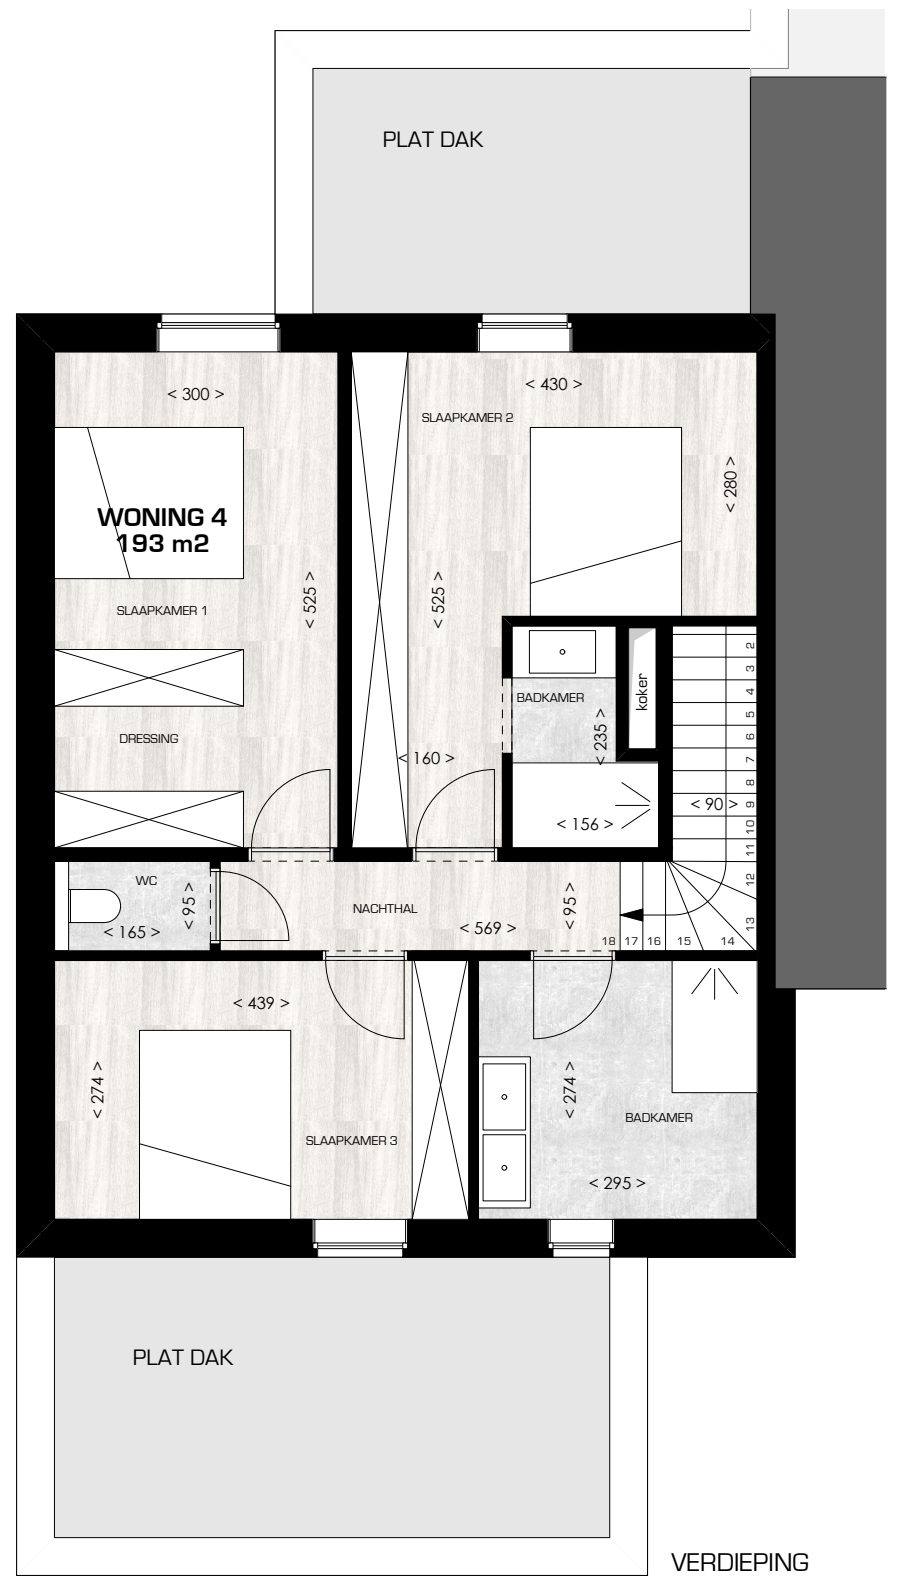 PLAT DAK
< 300 >
< 430 >
SLAAPKAMER 2
< 280 >
WONING 4
193 m2
< 525 >
< 525 >
SLAAPKAMER 1
2
3
4
5
6
7
8
9
10
11
12
13
14
15
16
17
18
koker
BADKAMER
< 235 >
DRESSING
< 160 >
< 90 >
< 156 >
WC
< 95 >
< 165 >
NACHTHAL
< 569 >
< 95 >
< 439 >
< 274 >
SLAAPKAMER 3
< 274 >
BADKAMER
< 295 >
PLAT DAK
VERDIEPING